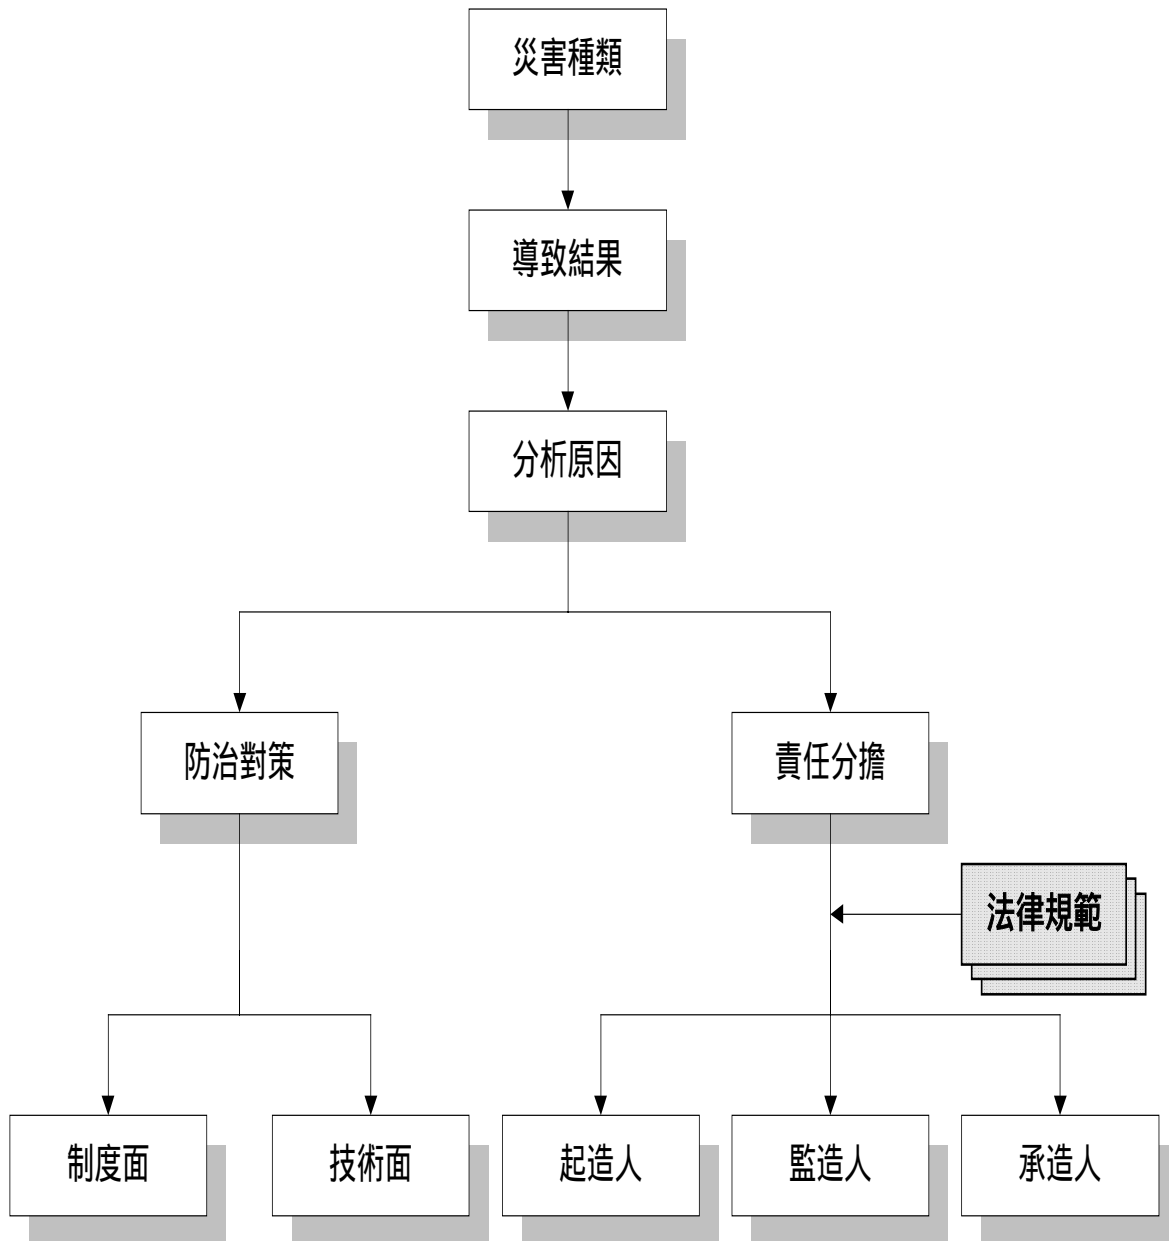 災害種類
導致結果
分析原因
防治對策
責任分擔
法律規範
制度面
技術面
起造人
監造人
承造人